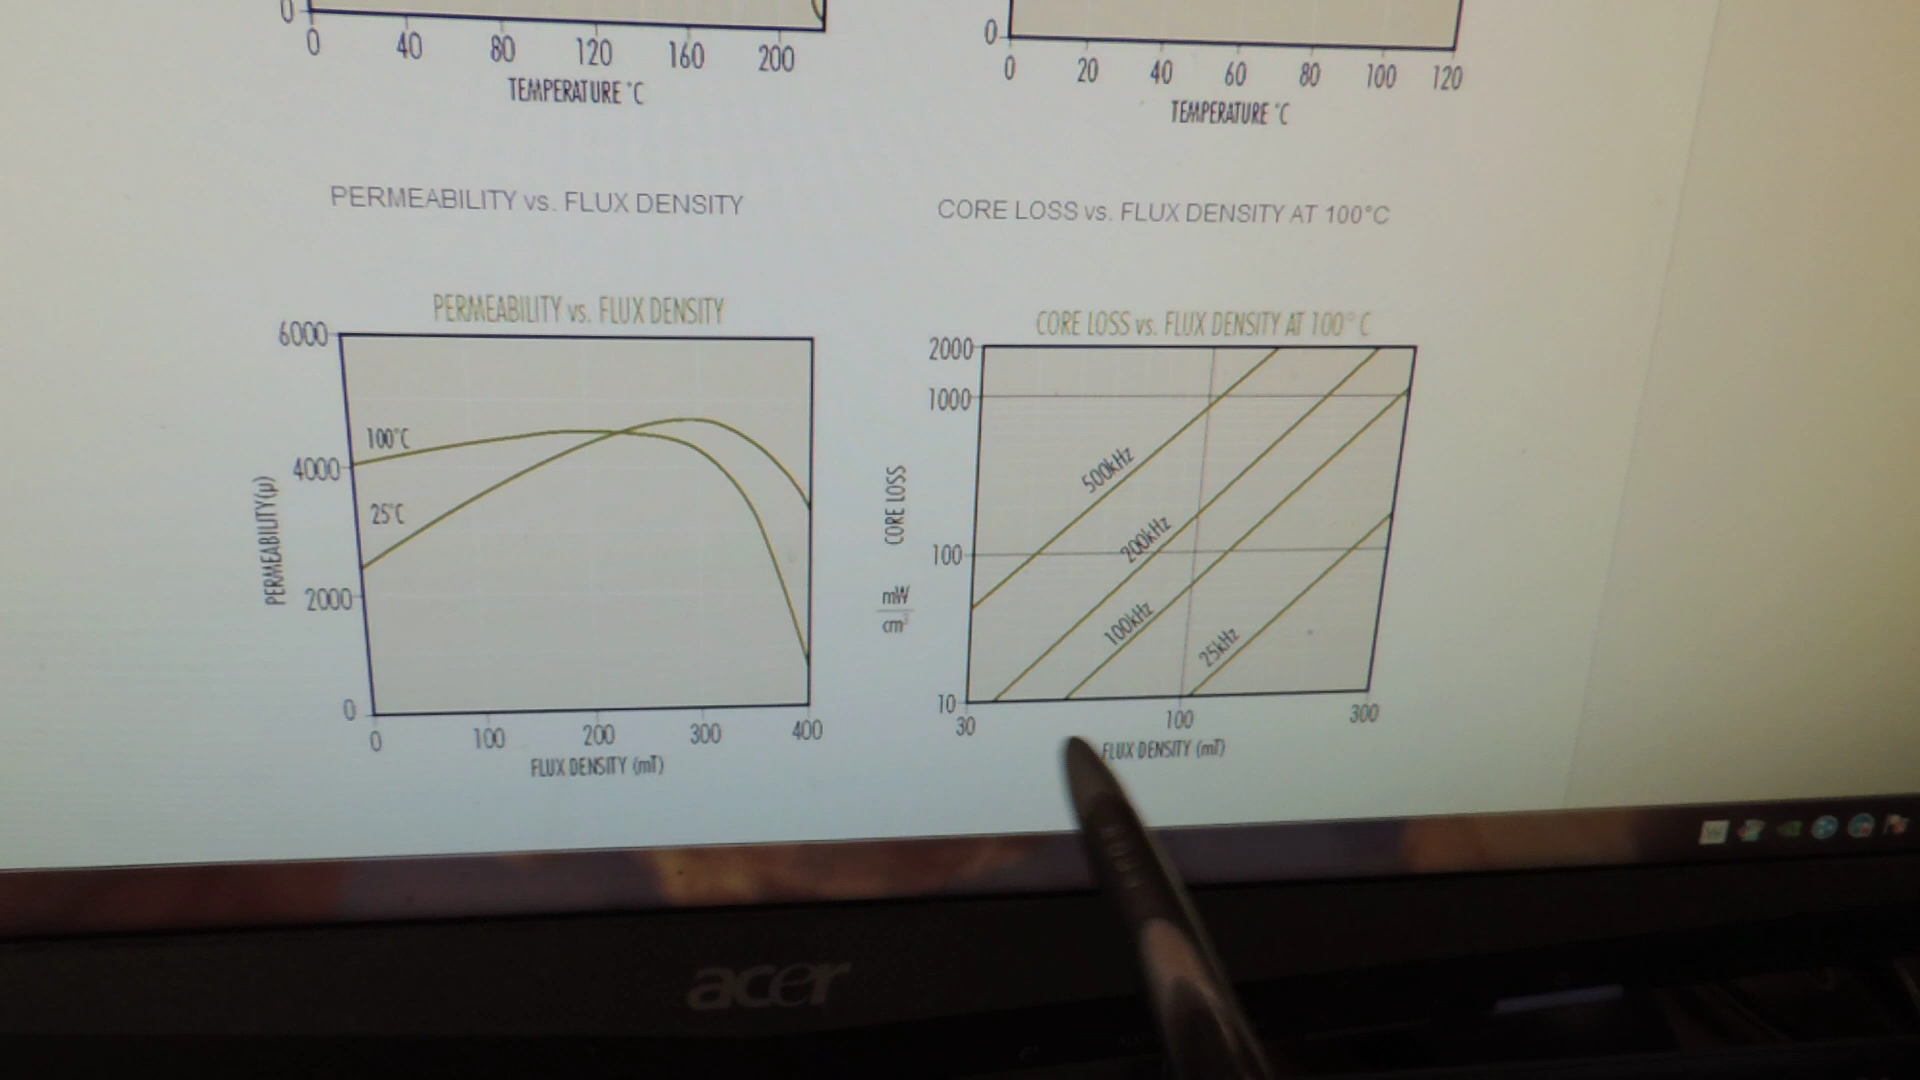 0
0 40 80 120 160 200
TEMPERATURE °C
0
0 20 40 60 80 100 120
TEMPERATURE °C
PERMEABILITY vs. FLUX DENSITY
CORE LOSS vs. FLUX DENSITY AT 100°C
PERMEABILITY vs. FLUX DENSITY
6000
4000
2000
0
PERMEABILITY(µ)
100°C
25°C
0 100 200 300 400
FLUX DENSITY (mT)
CORE LOSS vs. FLUX DENSITY AT 100° C
2000
1000
100
10
CORE LOSS
mW
cm³
500kHz
200kHz
100kHz
25kHz
30 100 300
FLUX DENSITY (mT)
acer